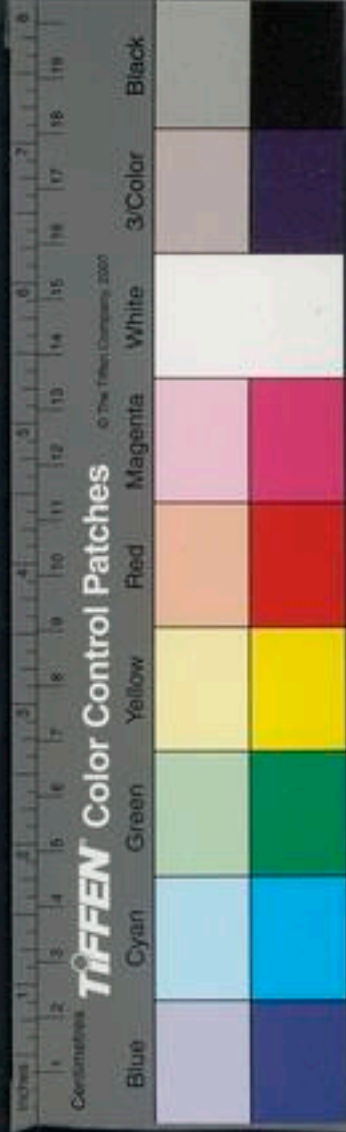 Inches 1 2 3 4 5 6 7 8
Centimetres 1 2 3 4 5 6 7 8 9 10 11 12 13 14 15 16 17 18 19
TIFFEN Color Control Patches © The Tiffen Company, 2007
Blue Cyan Green Yellow Red Magenta White 3/Color Black